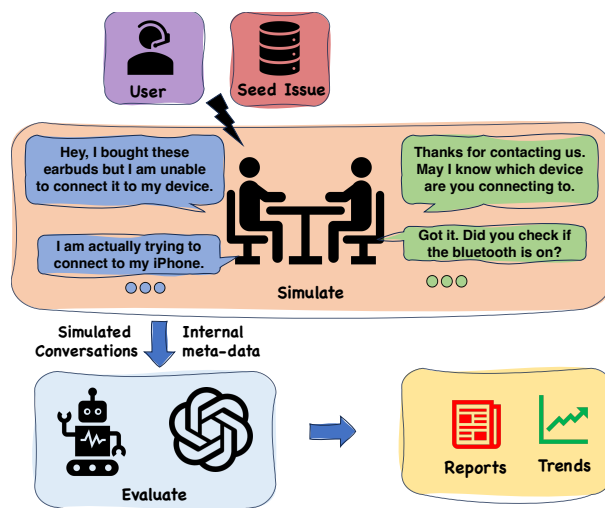 User
Seed Issue
Hey, I bought these
earbuds but I am unable
to connect it to my device.
Thanks for contacting us.
May I know which device
are you connecting to.
I am actually trying to
connect to my iPhone.
Got it. Did you check if
the bluetooth is on?
Simulate
Simulated
Conversations
Internal
meta-data
Evaluate
Reports
Trends